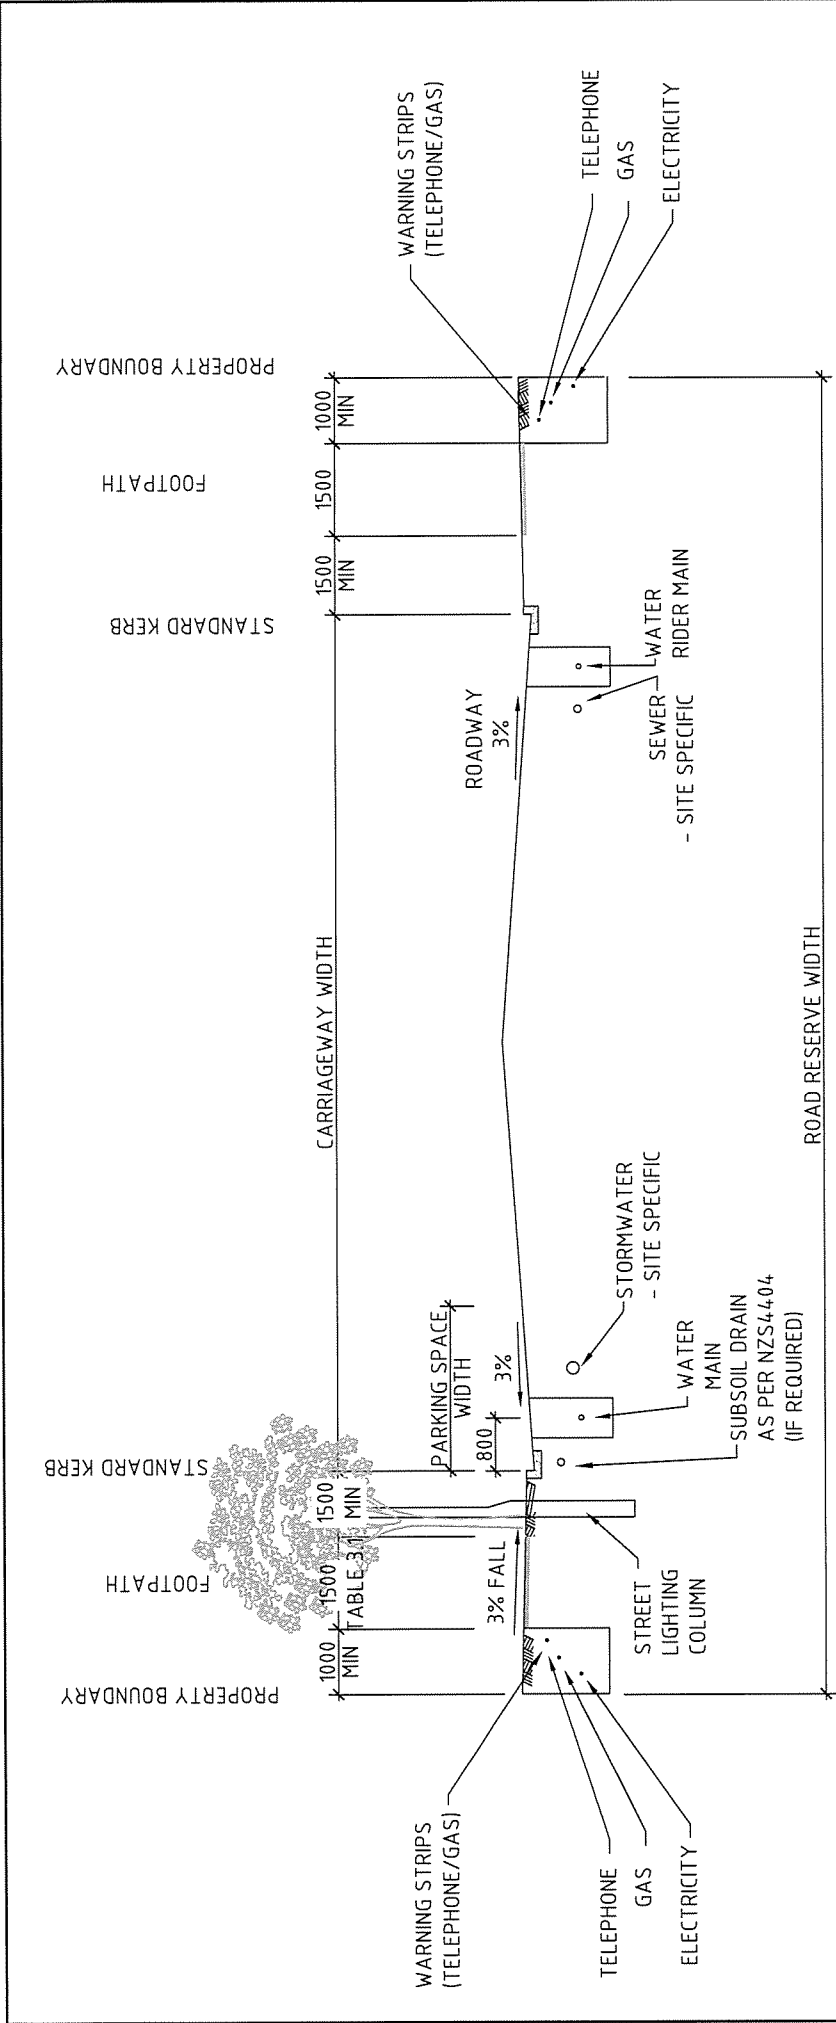 PROPERTY BOUNDARY
FOOTPATH
STANDARD KERB
STANDARD KERB
FOOTPATH
PROPERTY BOUNDARY
1000
MIN
1500
TABLE 3.1
1500
MIN
CARRIAGEWAY WIDTH
1500
MIN
1500
1000
MIN
WARNING STRIPS
(TELEPHONE/GAS)
3% FALL
800
PARKING SPACE
WIDTH
3%
ROADWAY
3%
WARNING STRIPS
(TELEPHONE/GAS)
TELEPHONE
GAS
ELECTRICITY
STREET
LIGHTING
COLUMN
SUBSOIL DRAIN
AS PER NZS4404
(IF REQUIRED)
WATER
MAIN
STORMWATER
- SITE SPECIFIC
SEWER
- SITE SPECIFIC
WATER
RIDER MAIN
TELEPHONE
GAS
ELECTRICITY
ROAD RESERVE WIDTH